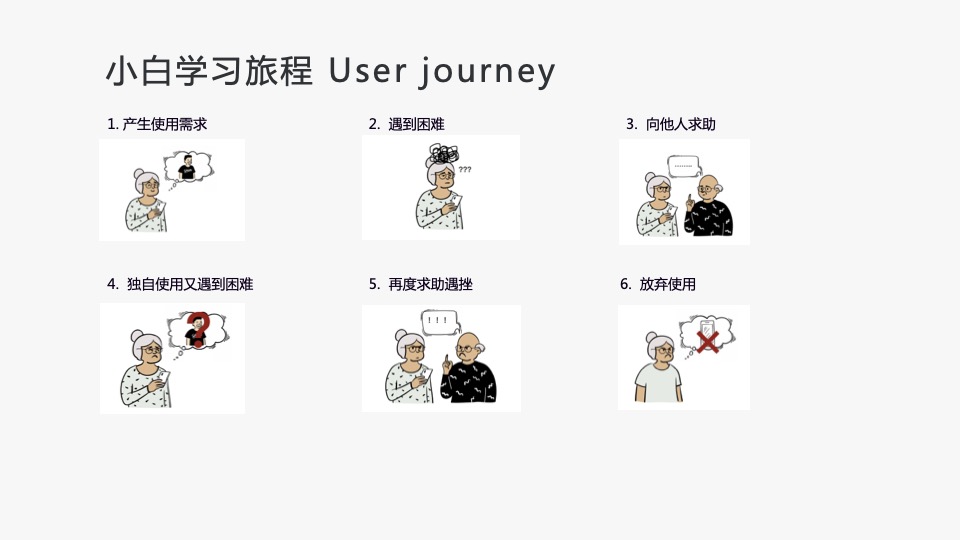 小白学习旅程 User journey
1. 产生使用需求
2. 遇到困难
3. 向他人求助
???
........
4. 独自使用又遇到困难
5. 再度求助遇挫
6. 放弃使用
?
! ! !